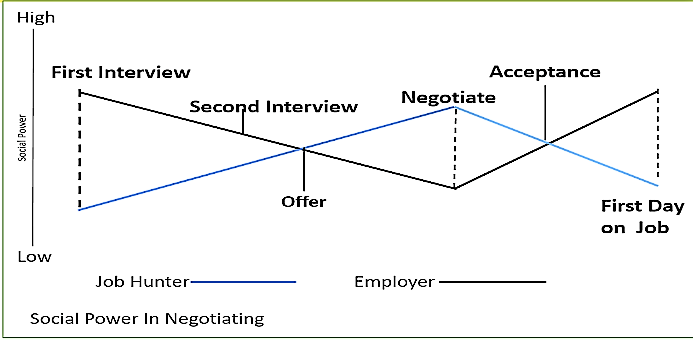 High
First Interview
Second Interview
Negotiate
Acceptance
Social Power
Offer
First Day
on Job
Low
Job Hunter
Employer
Social Power In Negotiating